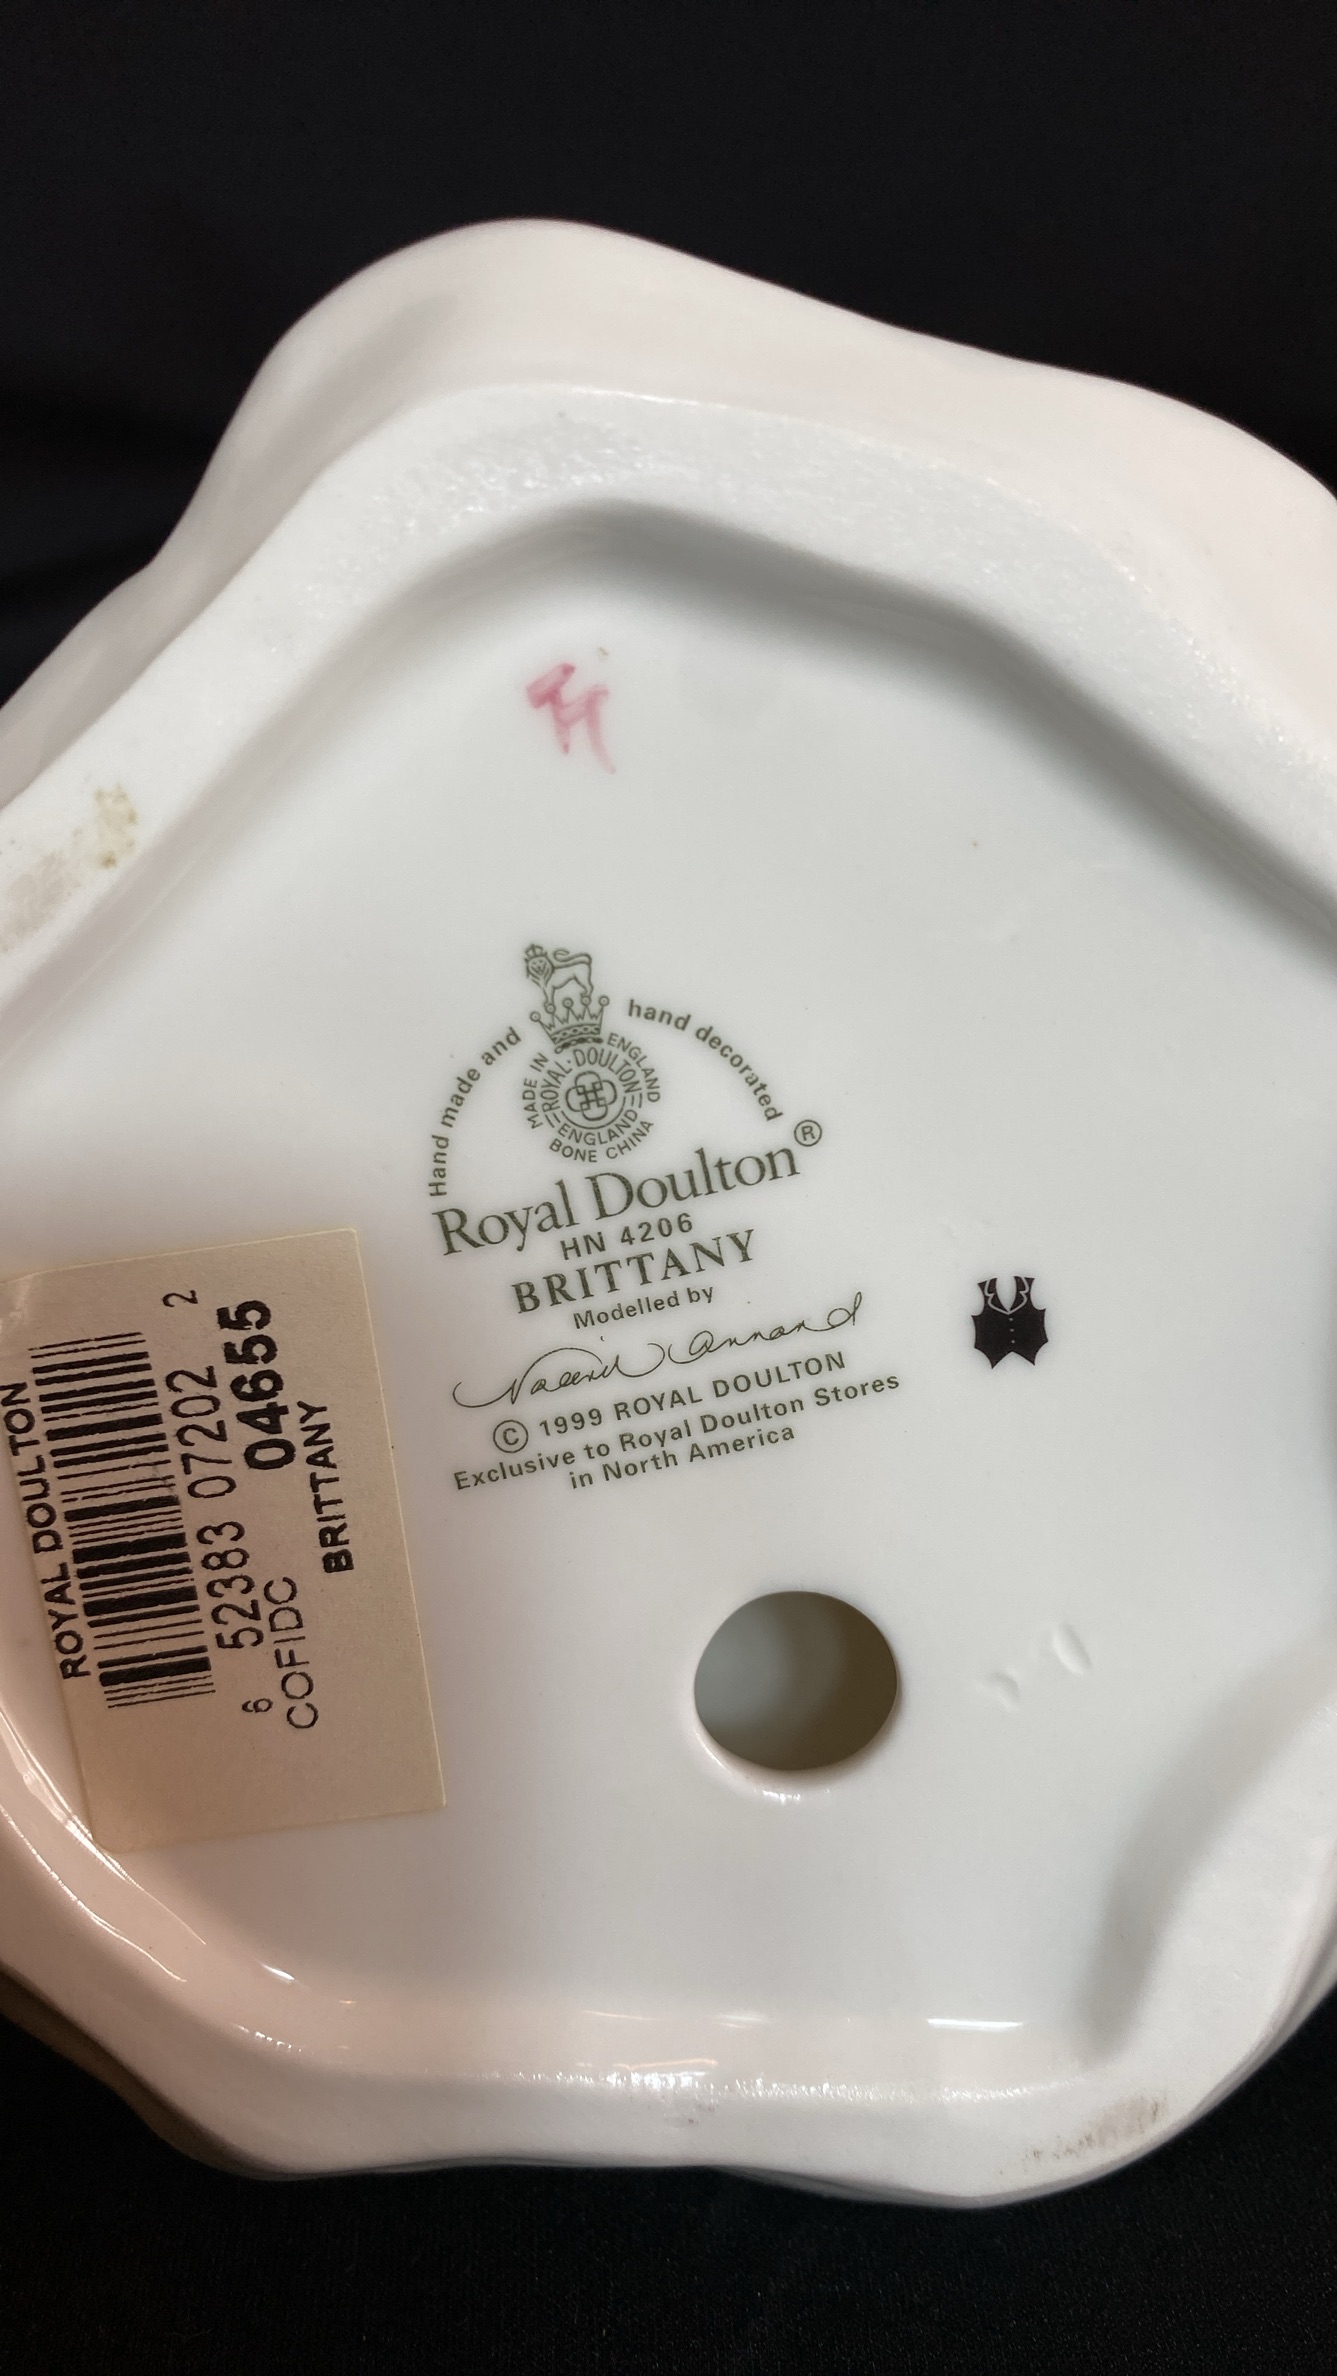 Hand made and hand decorated
MADE IN ENGLAND
ROYAL·DOULTON
ENGLAND
BONE CHINA
Royal Doulton®
HN 4206
BRITTANY
Modelled by
© 1999 ROYAL DOULTON
Exclusive to Royal Doulton Stores
in North America
ROYAL DOULTON
6 52383 07202 2
COFIDC 04655
BRITTANY